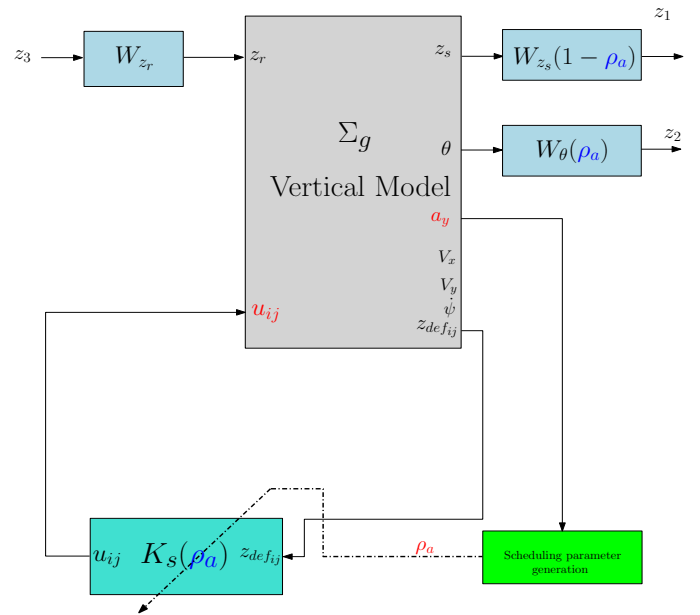 z_1
z_3
W_{z_r}
z_r
z_s
W_{z_s}(1 − ρ_a)
Σ_g
Vertical Model
θ
W_θ(ρ_a)
z_2
a_y
V_x
V_y
ψ̇
u_{ij}
z_{def_{ij}}
u_{ij}
K_s(ρ_a)
z_{def_{ij}}
ρ_a
Scheduling parameter
generation